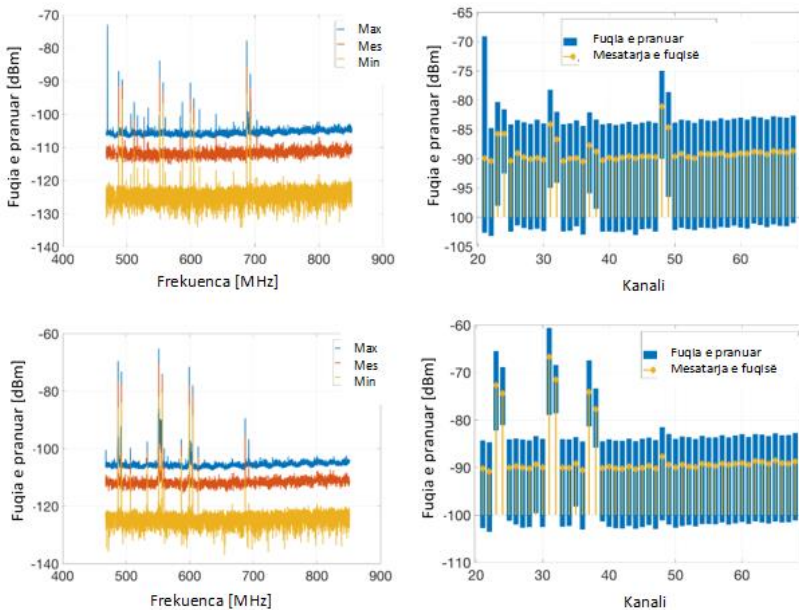 -70
-80
-90
-100
-110
-120
-130
-140
Fuqia e pranuar [dBm]
400 500 600 700 800 900
Frekuenca [MHz]
Max
Mes
Min
-65
-70
-75
-80
-85
-90
-95
-100
-105
Fuqia e pranuar [dBm]
20 30 40 50 60
Kanali
Fuqia e pranuar
Mesatarja e fuqisë
-60
-80
-100
-120
-140
Fuqia e pranuar [dBm]
400 500 600 700 800 900
Frekuenca [MHz]
Max
Mes
Min
-60
-70
-80
-90
-100
-110
Fuqia e pranuar [dBm]
20 30 40 50 60
Kanali
Fuqia e pranuar
Mesatarja e fuqisë